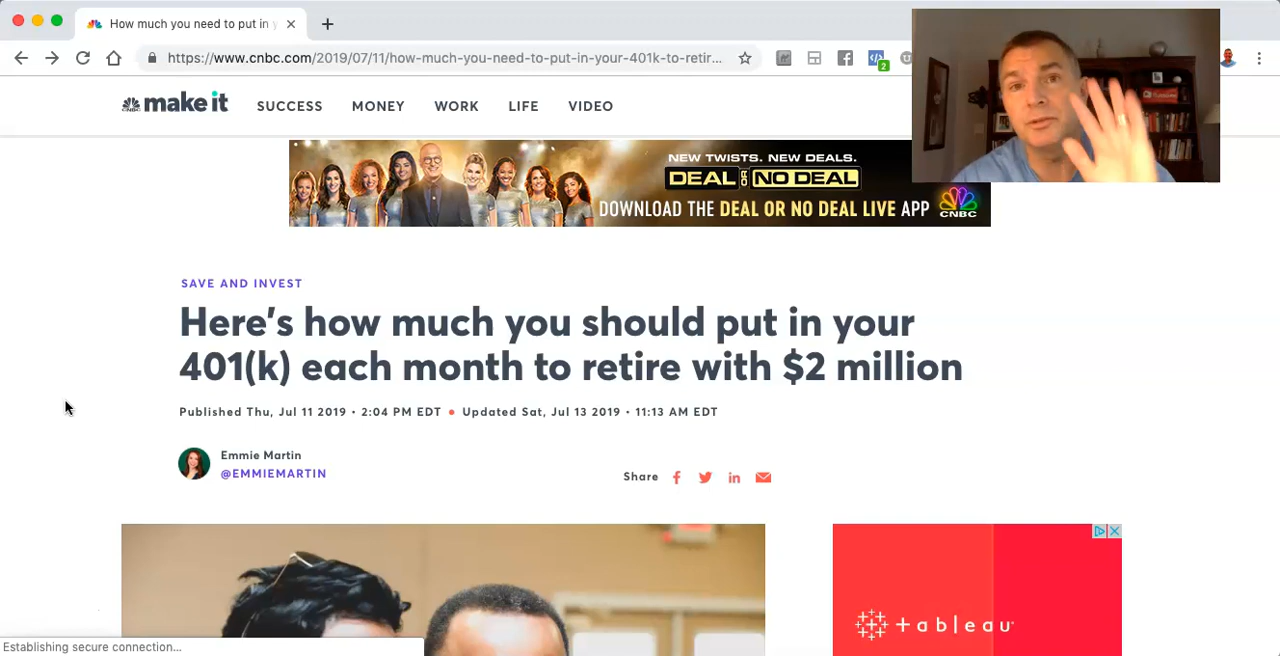 How much you need to put in y
https://www.cnbc.com/2019/07/11/how-much-you-need-to-put-in-your-401k-to-retir...
2
CNBC make it
SUCCESS
MONEY
WORK
LIFE
VIDEO
NEW TWISTS. NEW DEALS.
DEAL OR NO DEAL
DOWNLOAD THE DEAL OR NO DEAL LIVE APP
CNBC
SAVE AND INVEST
Here's how much you should put in your
401(k) each month to retire with $2 million
Published Thu, Jul 11 2019 • 2:04 PM EDT • Updated Sat, Jul 13 2019 • 11:13 AM EDT
Emmie Martin
@EMMIEMARTIN
Share
+ableau
Establishing secure connection...